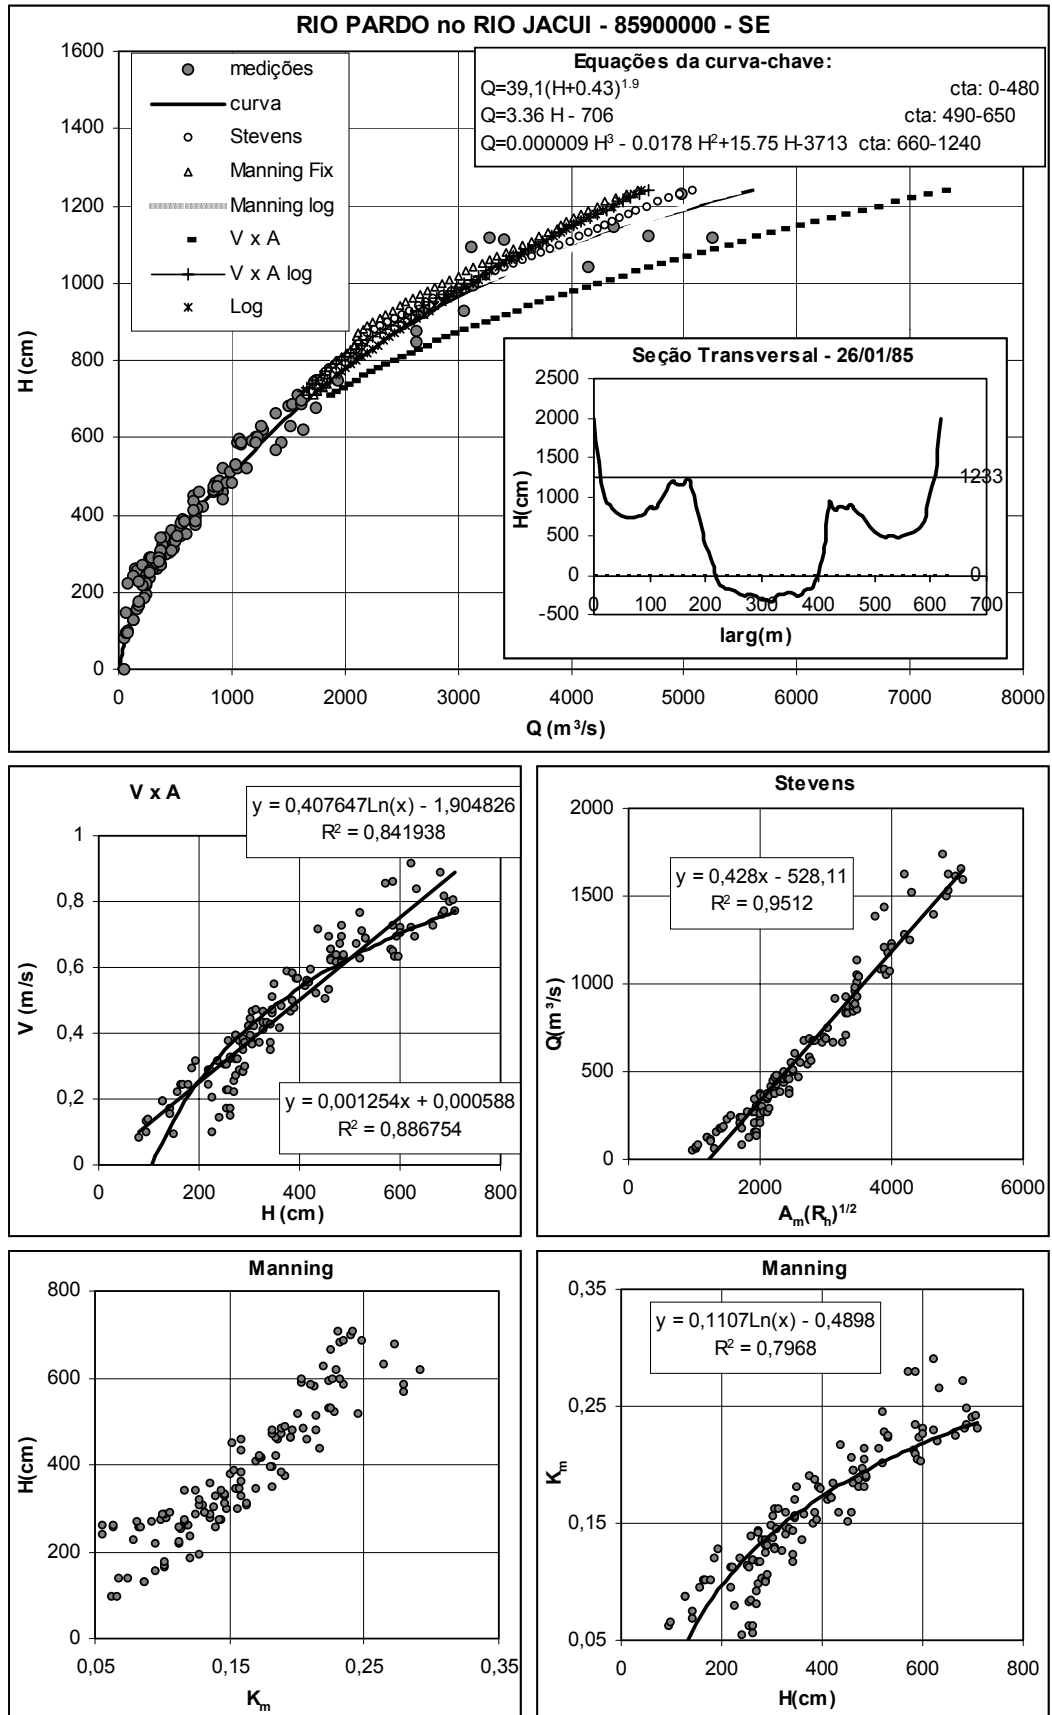 RIO PARDO no RIO JACUI - 85900000 - SE
1600
1400
1200
1000
800
600
400
200
0
H (cm)
medições
curva
Stevens
Manning Fix
Manning log
V x A
V x A log
Log
Equações da curva-chave:
Q=39,1(H+0.43)^1.9 cta: 0-480
Q=3.36 H - 706 cta: 490-650
Q=0.000009 H³ - 0.0178 H²+15.75 H-3713 cta: 660-1240
Seção Transversal - 26/01/85
2500
2000
1500
1000
500
0
-500
H(cm)
1233
0
0 100 200 300 400 500 600 700
larg(m)
0 1000 2000 3000 4000 5000 6000 7000 8000
Q (m³/s)
V x A
y = 0,407647Ln(x) - 1,904826
R² = 0,841938
1
0,8
0,6
0,4
0,2
0
V (m/s)
y = 0,001254x + 0,000588
R² = 0,886754
0 200 400 600 800
H (cm)
Stevens
2000
1500
1000
500
0
Q(m³/s)
y = 0,428x - 528,11
R² = 0,9512
0 2000 4000 6000
Aₘ(Rₕ)^1/2
Manning
800
600
400
200
0
H(cm)
0,05 0,15 0,25 0,35
Kₘ
Manning
0,35
0,25
0,15
0,05
Kₘ
y = 0,1107Ln(x) - 0,4898
R² = 0,7968
0 200 400 600 800
H(cm)